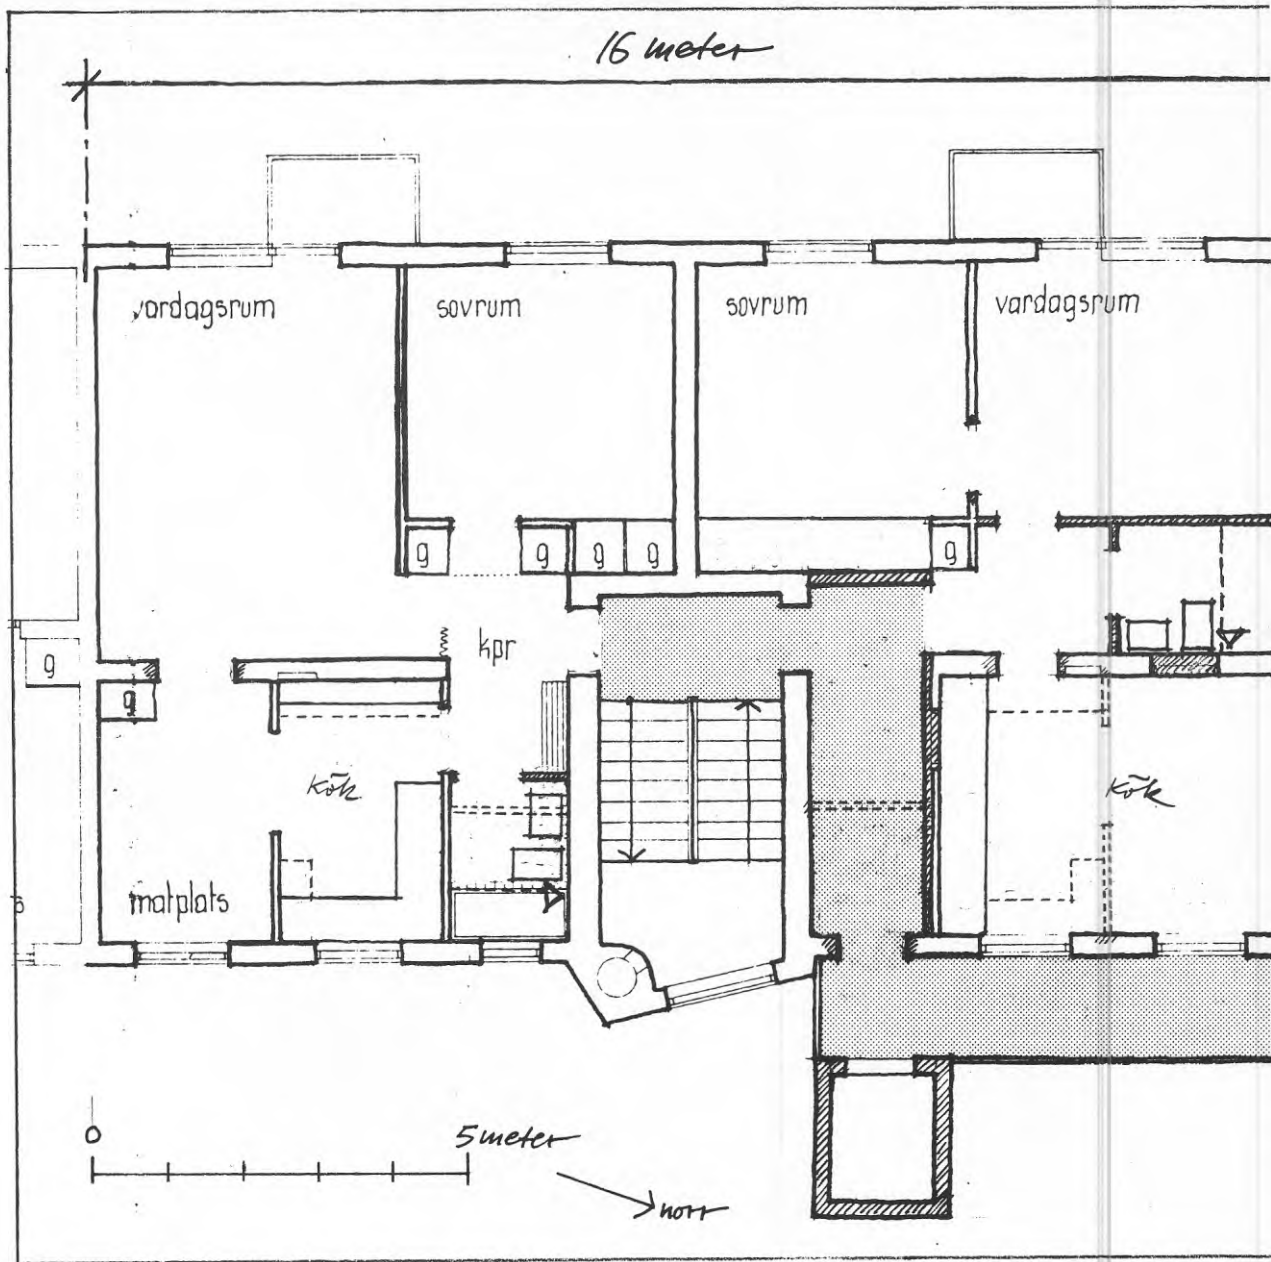 16 meter
vardagsrum
sovrum
sovrum
vardagsrum
g
g
g
g
g
g
kpr
g
kök
kök
matplats
0
5 meter
norr